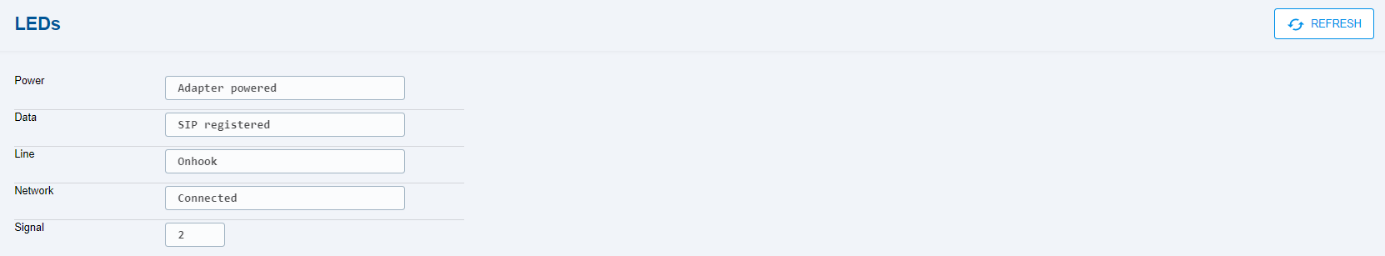 LEDs
REFRESH
Power
Adapter powered
Data
SIP registered
Line
Onhook
Network
Connected
Signal
2